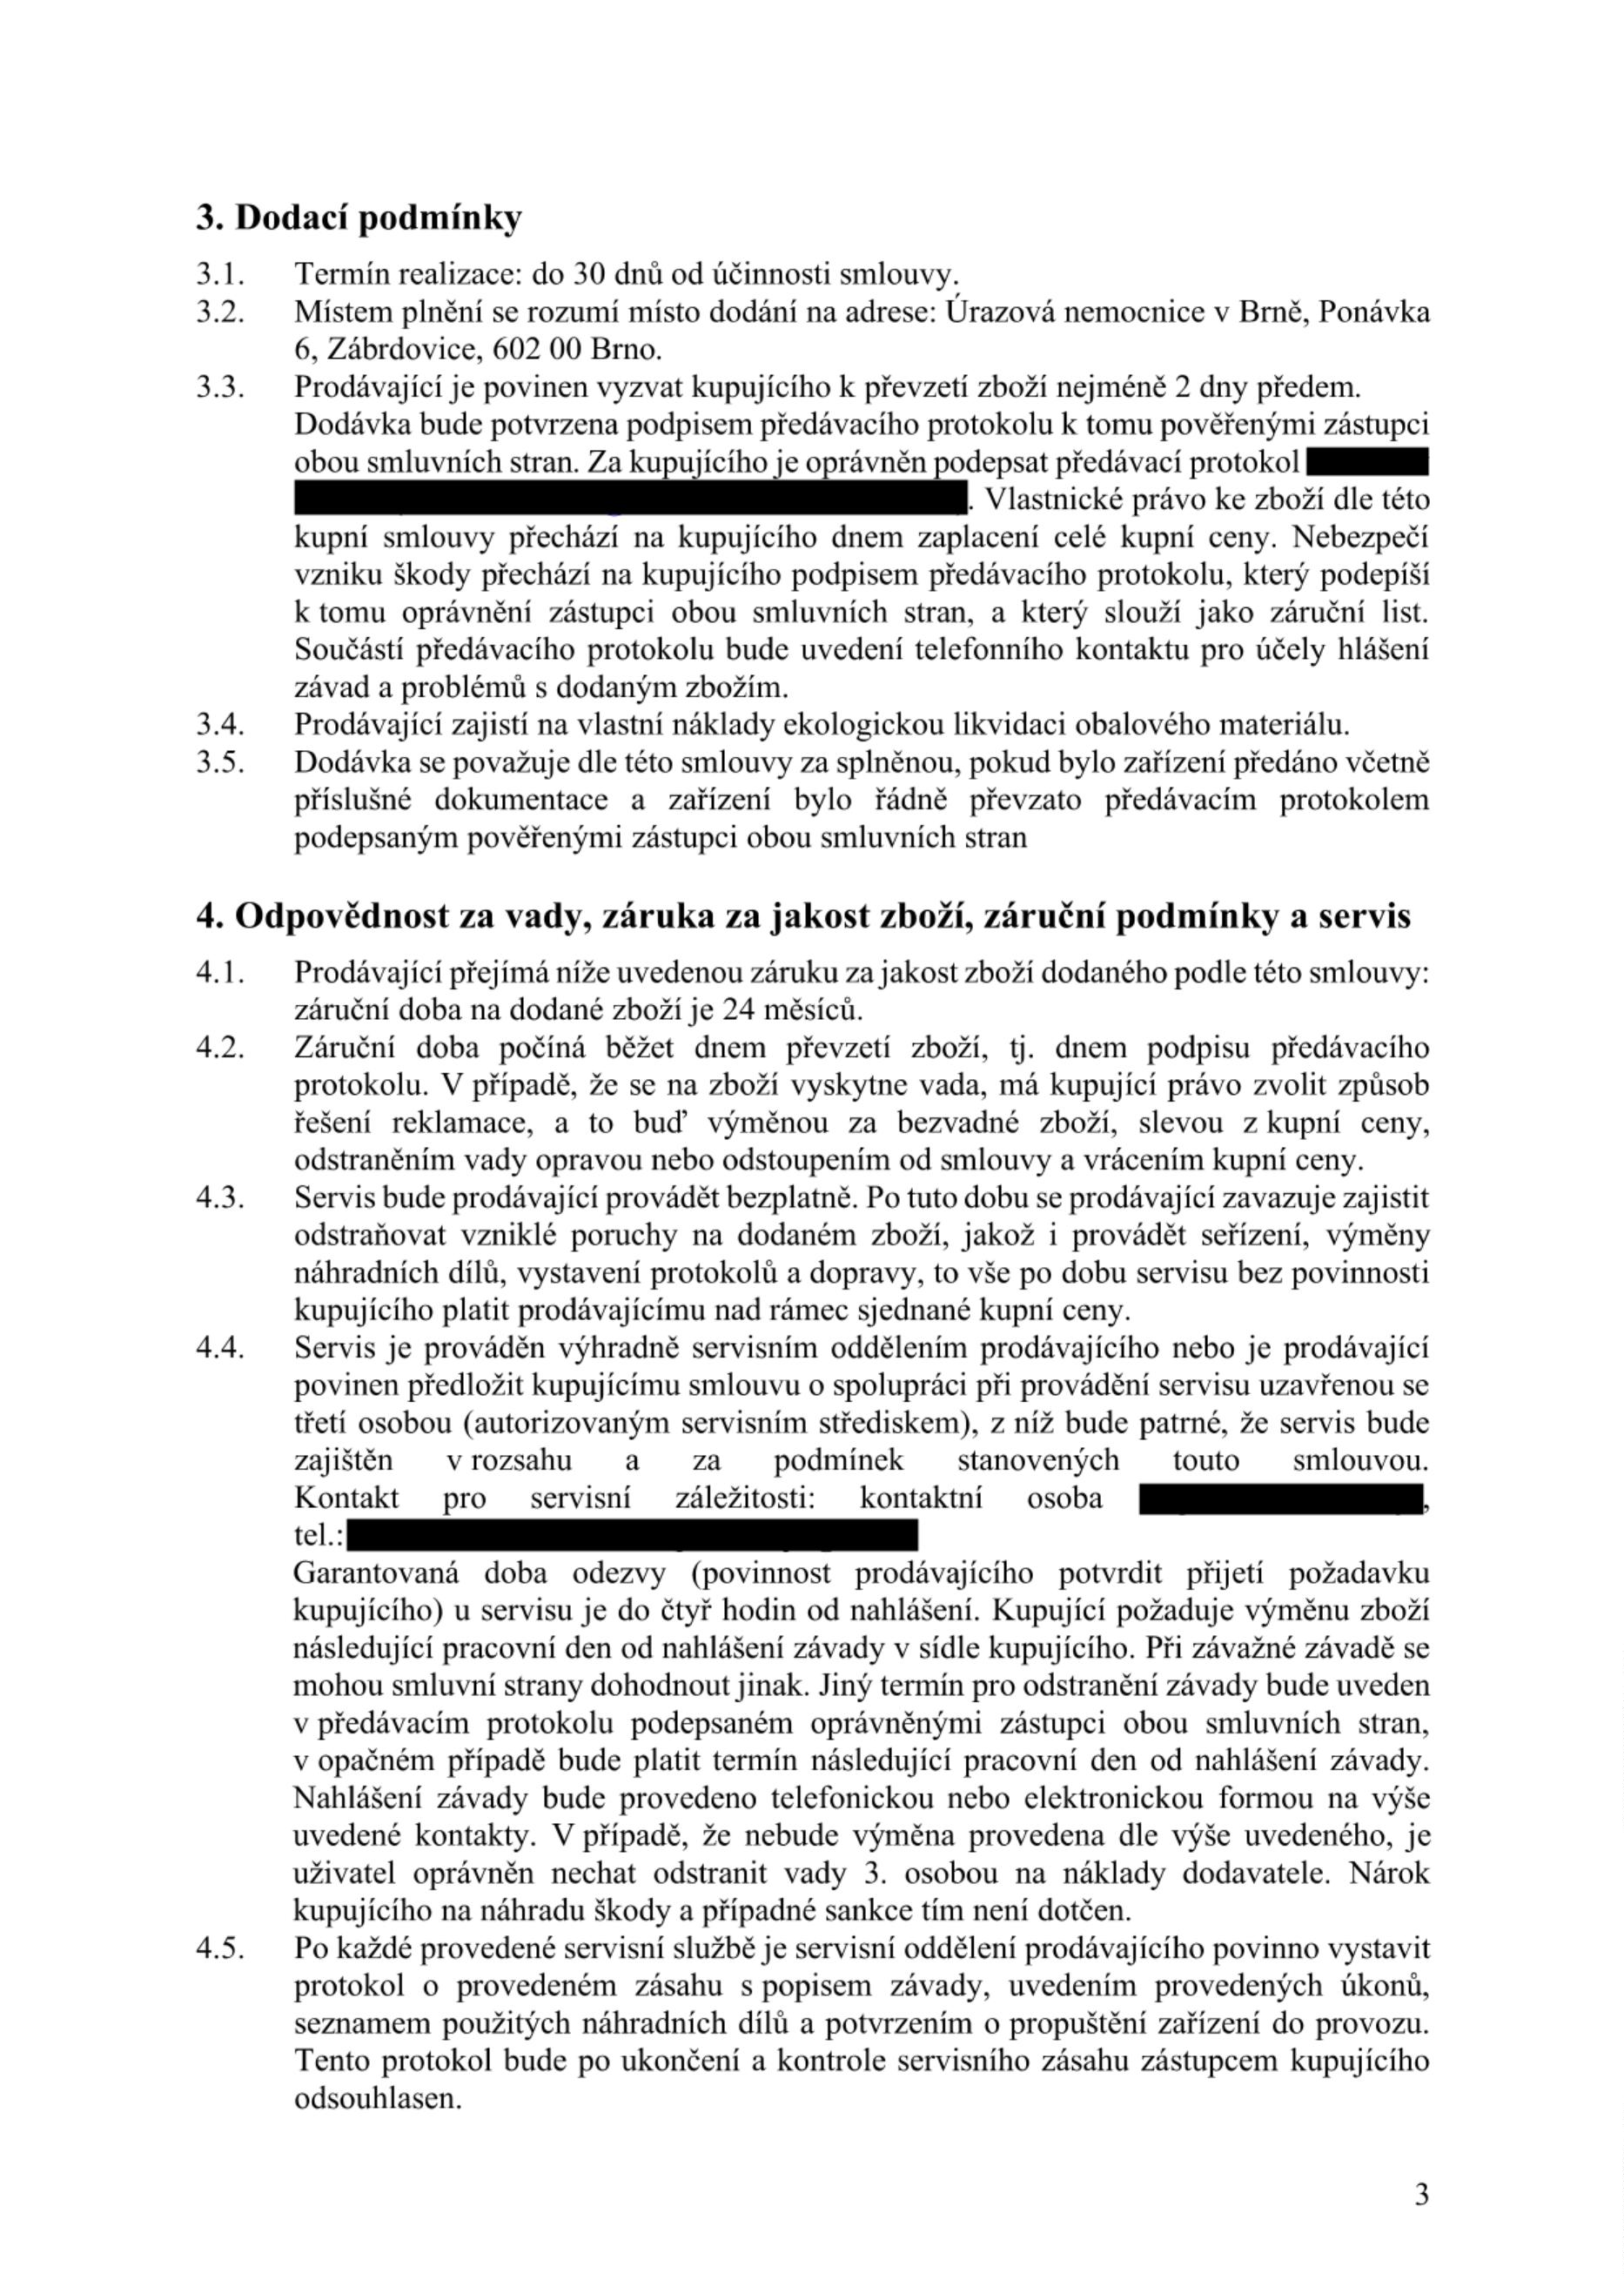 3. Dodací podmínky
3.1. Termín realizace: do 30 dnů od účinnosti smlouvy.
3.2. Místem plnění se rozumí místo dodání na adrese: Úrazová nemocnice v Brně, Ponávka
6, Zábrdovice, 602 00 Brno.
3.3. Prodávající je povinen vyzvat kupujícího k převzetí zboží nejméně 2 dny předem.
Dodávka bude potvrzena podpisem předávacího protokolu k tomu pověřenými zástupci
obou smluvních stran. Za kupujícího je oprávněn podepsat předávací protokol
. Vlastnické právo ke zboží dle této
kupní smlouvy přechází na kupujícího dnem zaplacení celé kupní ceny. Nebezpečí
vzniku škody přechází na kupujícího podpisem předávacího protokolu, který podepíší
k tomu oprávnění zástupci obou smluvních stran, a který slouží jako záruční list.
Součástí předávacího protokolu bude uvedení telefonního kontaktu pro účely hlášení
závad a problémů s dodaným zbožím.
3.4. Prodávající zajistí na vlastní náklady ekologickou likvidaci obalového materiálu.
3.5. Dodávka se považuje dle této smlouvy za splněnou, pokud bylo zařízení předáno včetně
příslušné dokumentace a zařízení bylo řádně převzato předávacím protokolem
podepsaným pověřenými zástupci obou smluvních stran
4. Odpovědnost za vady, záruka za jakost zboží, záruční podmínky a servis
4.1. Prodávající přejímá níže uvedenou záruku za jakost zboží dodaného podle této smlouvy:
záruční doba na dodané zboží je 24 měsíců.
4.2. Záruční doba počíná běžet dnem převzetí zboží, tj. dnem podpisu předávacího
protokolu. V případě, že se na zboží vyskytne vada, má kupující právo zvolit způsob
řešení reklamace, a to buď výměnou za bezvadné zboží, slevou z kupní ceny,
odstraněním vady opravou nebo odstoupením od smlouvy a vrácením kupní ceny.
4.3. Servis bude prodávající provádět bezplatně. Po tuto dobu se prodávající zavazuje zajistit
odstraňovat vzniklé poruchy na dodaném zboží, jakož i provádět seřízení, výměny
náhradních dílů, vystavení protokolů a dopravy, to vše po dobu servisu bez povinnosti
kupujícího platit prodávajícímu nad rámec sjednané kupní ceny.
4.4. Servis je prováděn výhradně servisním oddělením prodávajícího nebo je prodávající
povinen předložit kupujícímu smlouvu o spolupráci při provádění servisu uzavřenou se
třetí osobou (autorizovaným servisním střediskem), z níž bude patrné, že servis bude
zajištěn v rozsahu a za podmínek stanovených touto smlouvou.
Kontakt pro servisní záležitosti: kontaktní osoba ,
tel.:
Garantovaná doba odezvy (povinnost prodávajícího potvrdit přijetí požadavku
kupujícího) u servisu je do čtyř hodin od nahlášení. Kupující požaduje výměnu zboží
následující pracovní den od nahlášení závady v sídle kupujícího. Při závažné závadě se
mohou smluvní strany dohodnout jinak. Jiný termín pro odstranění závady bude uveden
v předávacím protokolu podepsaném oprávněnými zástupci obou smluvních stran,
v opačném případě bude platit termín následující pracovní den od nahlášení závady.
Nahlášení závady bude provedeno telefonickou nebo elektronickou formou na výše
uvedené kontakty. V případě, že nebude výměna provedena dle výše uvedeného, je
uživatel oprávněn nechat odstranit vady 3. osobou na náklady dodavatele. Nárok
kupujícího na náhradu škody a případné sankce tím není dotčen.
4.5. Po každé provedené servisní službě je servisní oddělení prodávajícího povinno vystavit
protokol o provedeném zásahu s popisem závady, uvedením provedených úkonů,
seznamem použitých náhradních dílů a potvrzením o propuštění zařízení do provozu.
Tento protokol bude po ukončení a kontrole servisního zásahu zástupcem kupujícího
odsouhlasen.
3